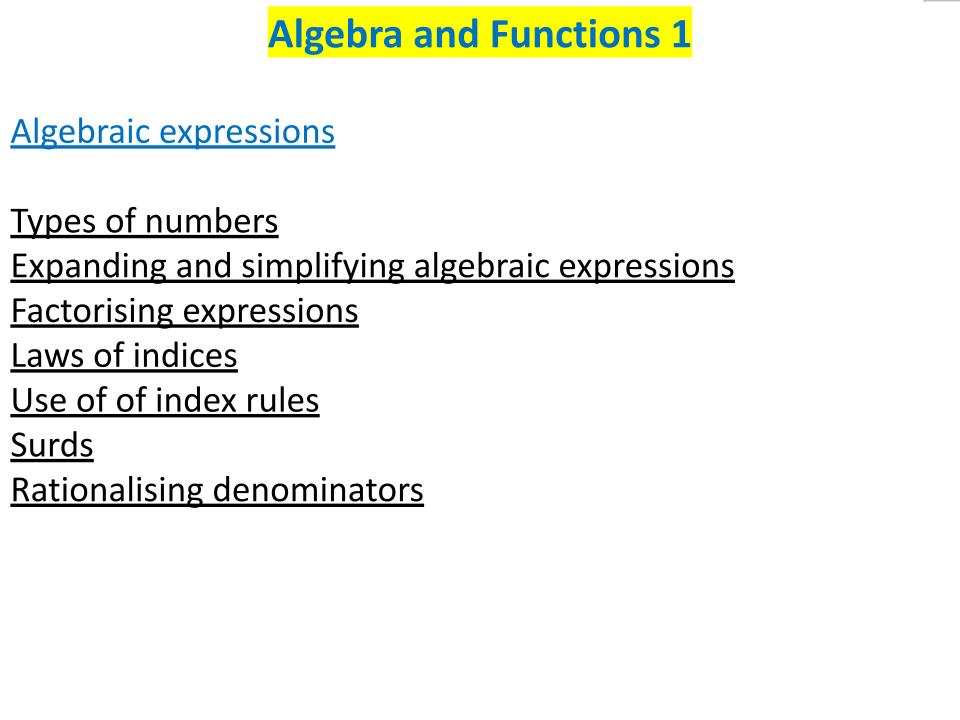 Algebra and Functions 1
Algebraic expressions
Types of numbers
Expanding and simplifying algebraic expressions
Factorising expressions
Laws of indices
Use of of index rules
Surds
Rationalising denominators